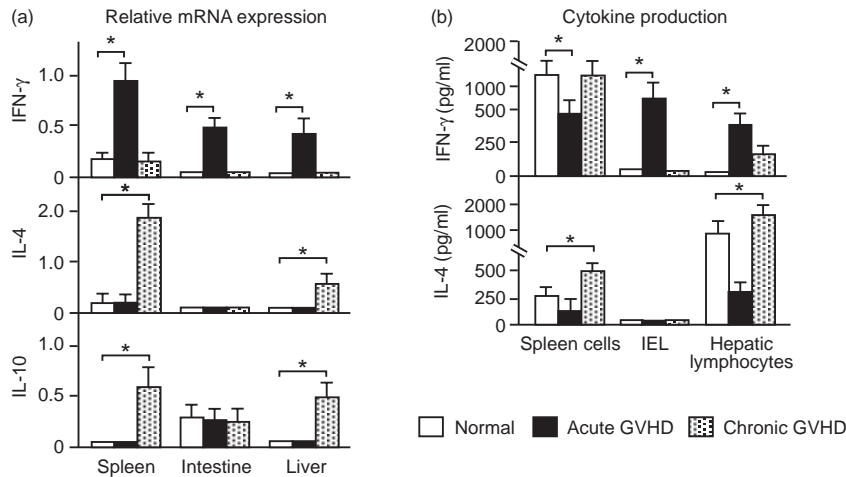 (a) Relative mRNA expression
IFN-γ
1.0
0.5
0
*
*
*
IL-4
2.0
1.0
0
*
*
IL-10
1.0
0.5
0
*
*
Spleen Intestine Liver
(b) Cytokine production
IFN-γ (pg/ml)
2000
1000
500
250
0
*
*
*
IL-4 (pg/ml)
2000
1000
500
250
0
*
*
Spleen cells IEL Hepatic
lymphocytes
Normal Acute GVHD Chronic GVHD